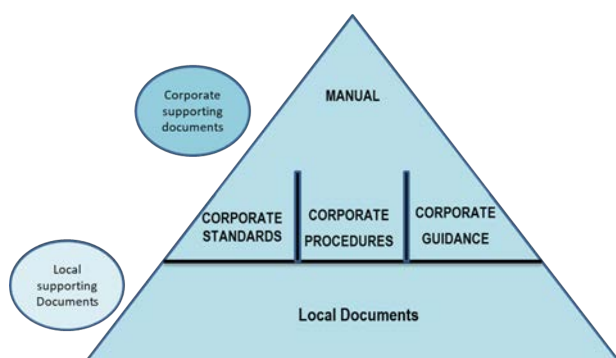 MANUAL
Corporate
supporting
documents
CORPORATE
STANDARDS
CORPORATE
PROCEDURES
CORPORATE
GUIDANCE
Local
supporting
Documents
Local Documents